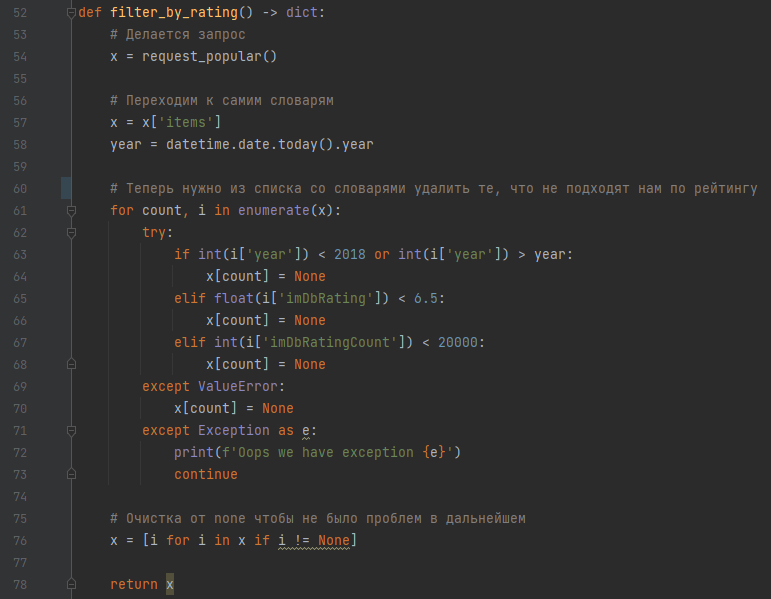 52 def filter_by_rating() -> dict:
53     # Делается запрос
54     x = request_popular()
55
56     # Переходим к самим словарям
57     x = x['items']
58     year = datetime.date.today().year
59
60     # Теперь нужно из списка со словарями удалить те, что не подходят нам по рейтингу
61     for count, i in enumerate(x):
62         try:
63             if int(i['year']) < 2018 or int(i['year']) > year:
64                 x[count] = None
65             elif float(i['imDbRating']) < 6.5:
66                 x[count] = None
67             elif int(i['imDbRatingCount']) < 20000:
68                 x[count] = None
69         except ValueError:
70             x[count] = None
71         except Exception as e:
72             print(f'Oops we have exception {e}')
73             continue
74
75     # Очистка от none чтобы не было проблем в дальнейшем
76     x = [i for i in x if i != None]
77
78     return x